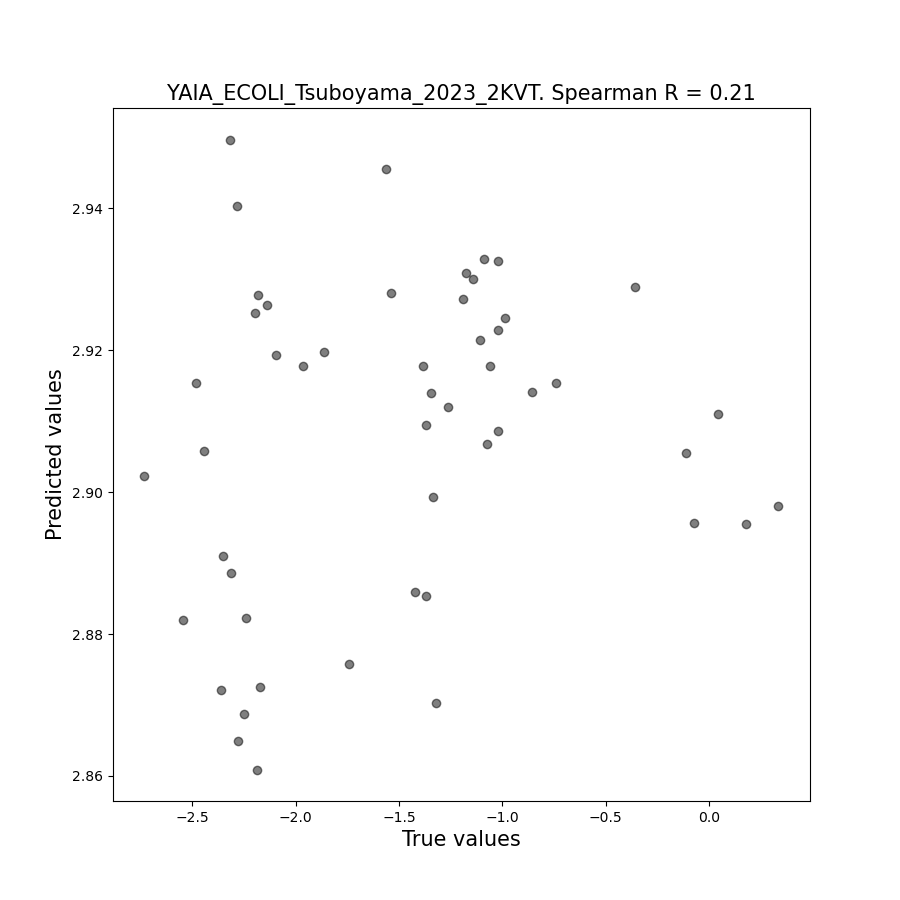 YAIA_ECOLI_Tsuboyama_2023_2KVT. Spearman R = 0.21
2.94
2.92
2.90
2.88
2.86
Predicted values
−2.5 −2.0 −1.5 −1.0 −0.5 0.0
True values